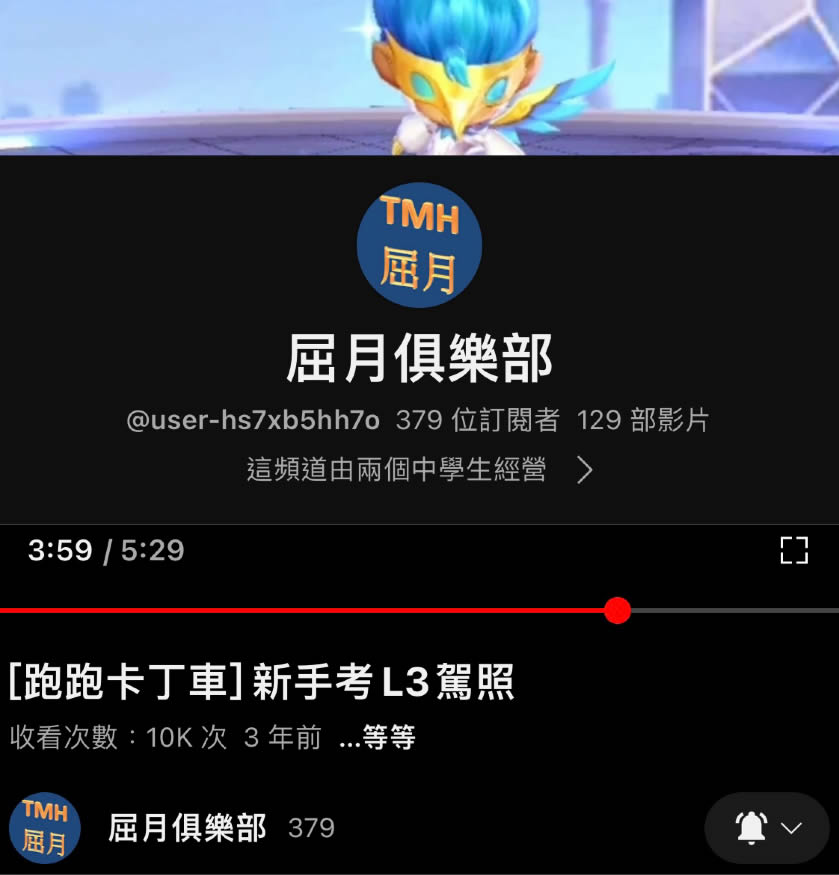 TMH
屈月
屈月俱樂部
@user-hs7xb5hh7o 379 位訂閱者 129 部影片
這頻道由兩個中學生經營
3:59 / 5:29
[跑跑卡丁車]新手考L3駕照
收看次數：10K 次 3 年前 ...等等
TMH
屈月
屈月俱樂部 379